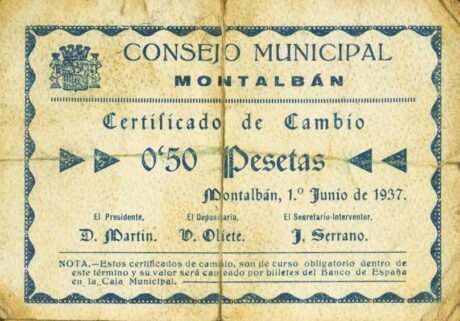 CONSEJO MUNICIPAL
MONTALBÁN
Certificado de Cambio
0'50 Pesetas
Montalbán, 1.º Junio de 1937.
El Presidente, El Depositario, El Secretario-Interventor,
D. Martín. V. Oliete. J. Serrano.
NOTA.—Estos certificados de cambio, son de curso obligatorio dentro de
este término y su valor será canjeado por billetes del Banco de España
en la Caja Municipal.